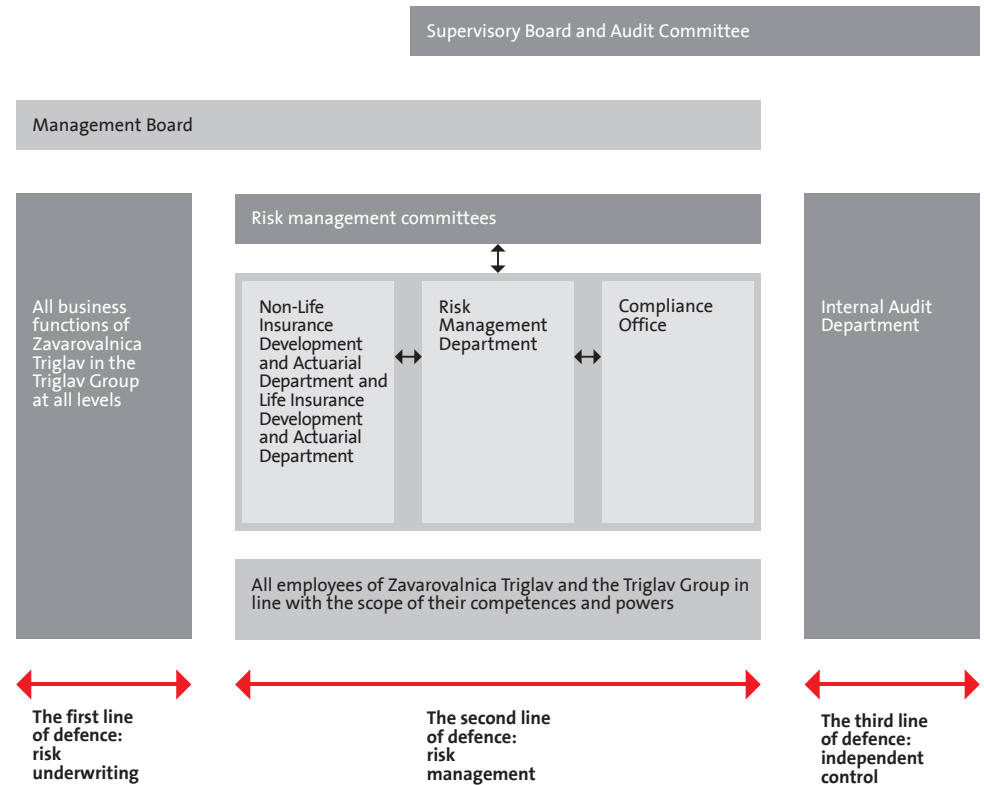 Supervisory Board and Audit Committee
Management Board
Risk management committees
All business
functions of
Zavarovalnica
Triglav in the
Triglav Group
at all levels
Non-Life
Insurance
Development
and Actuarial
Department and
Life Insurance
Development
and Actuarial
Department
Risk
Management
Department
Compliance
Office
Internal Audit
Department
All employees of Zavarovalnica Triglav and the Triglav Group in
line with the scope of their competences and powers
The first line
of defence:
risk
underwriting
The second line
of defence:
risk
management
The third line
of defence:
independent
control